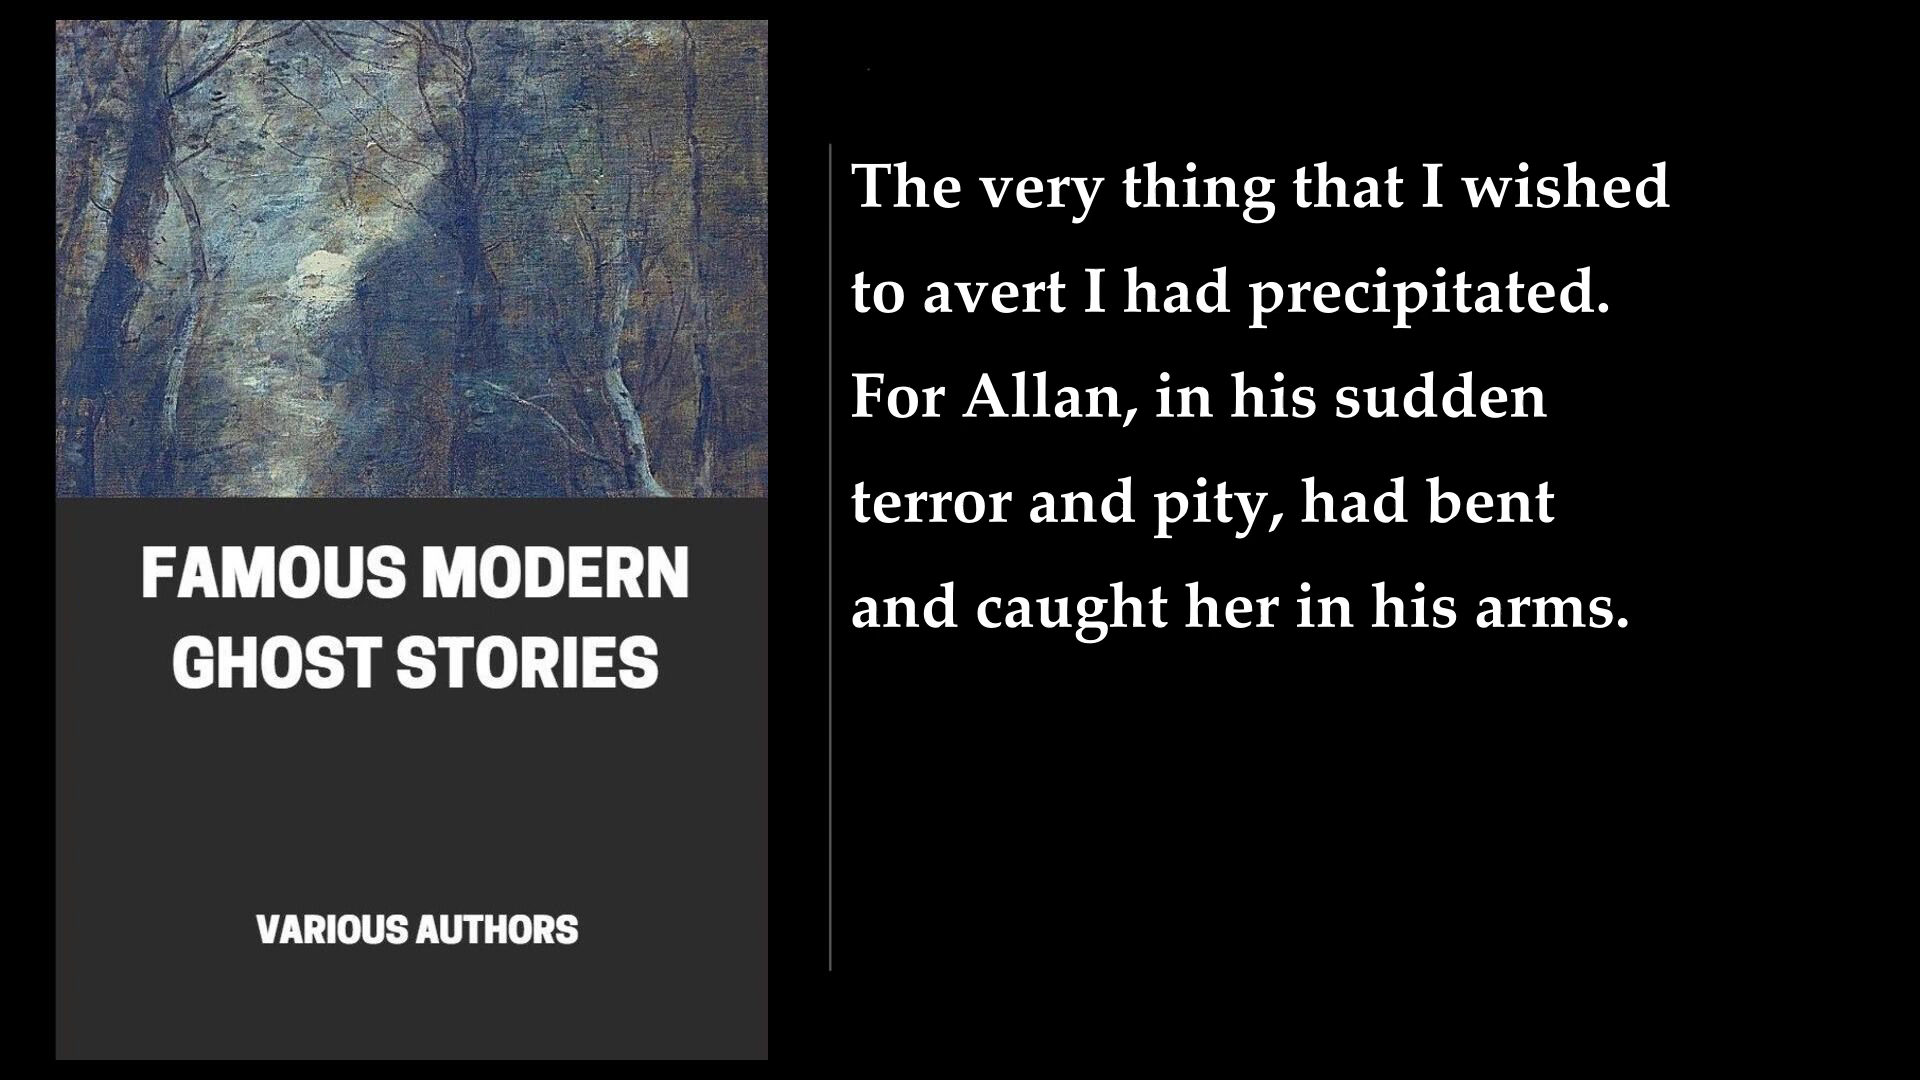 FAMOUS MODERN
GHOST STORIES
VARIOUS AUTHORS
The very thing that I wished
to avert I had precipitated.
For Allan, in his sudden
terror and pity, had bent
and caught her in his arms.